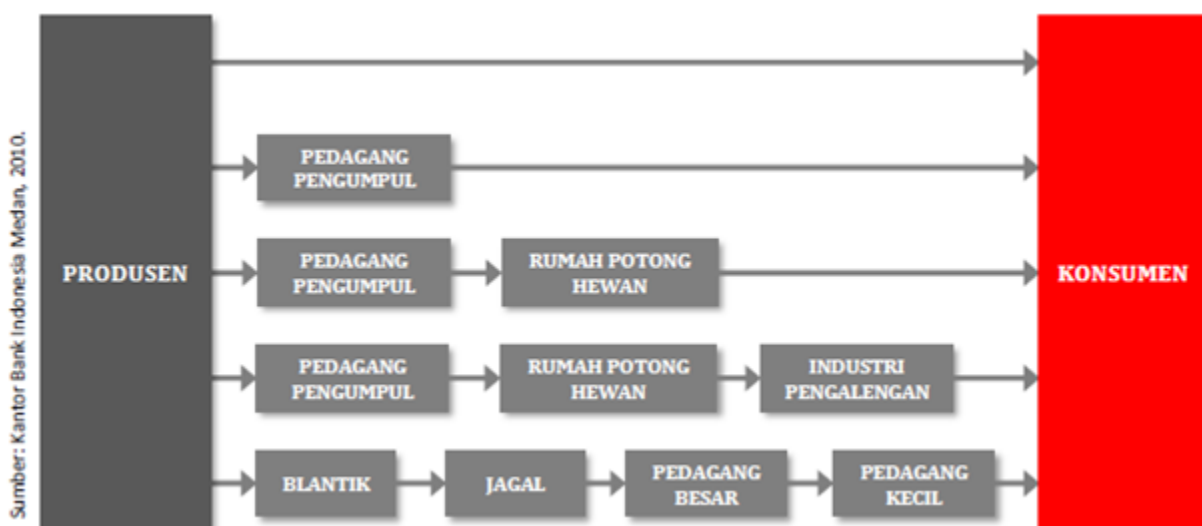 Sumber: Kantor Bank Indonesia Medan, 2010.
PRODUSEN
PEDAGANG
PENGUMPUL
PEDAGANG
PENGUMPUL
RUMAH POTONG
HEWAN
PEDAGANG
PENGUMPUL
RUMAH POTONG
HEWAN
INDUSTRI
PENGALENGAN
BLANTIK
JAGAL
PEDAGANG
BESAR
PEDAGANG
KECIL
KONSUMEN